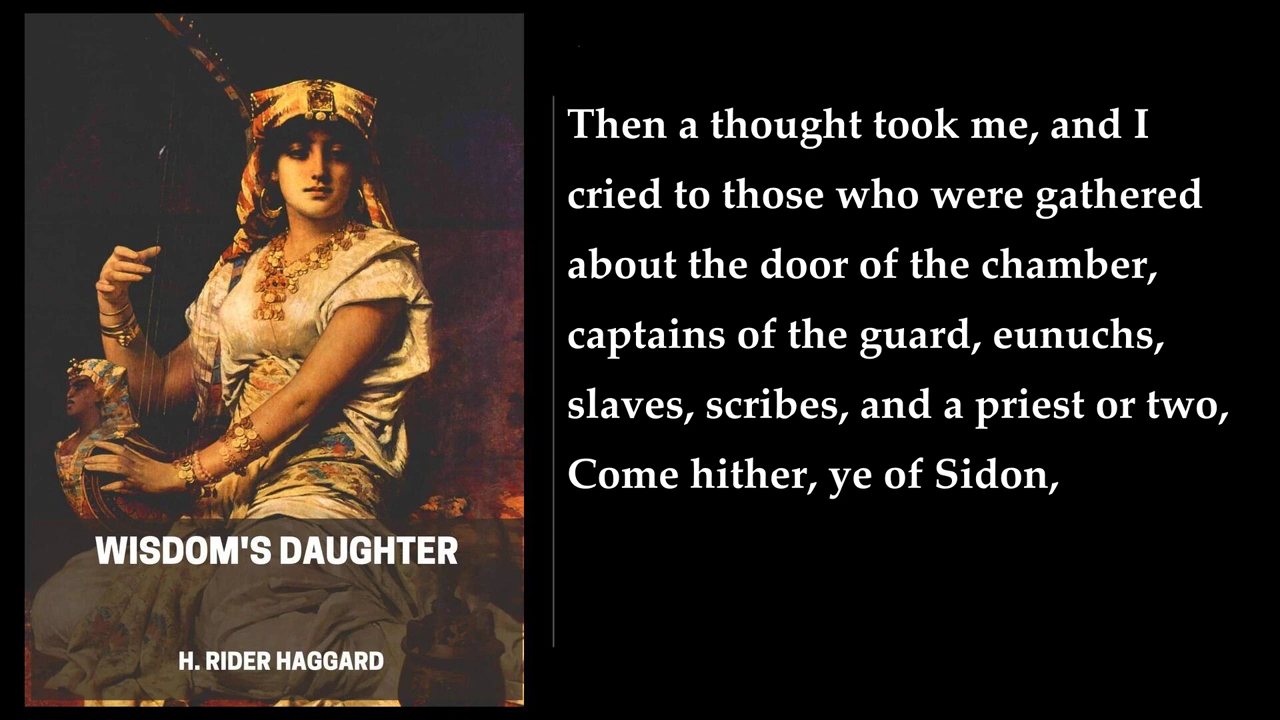 WISDOM'S DAUGHTER
H. RIDER HAGGARD
Then a thought took me, and I
cried to those who were gathered
about the door of the chamber,
captains of the guard, eunuchs,
slaves, scribes, and a priest or two,
Come hither, ye of Sidon,